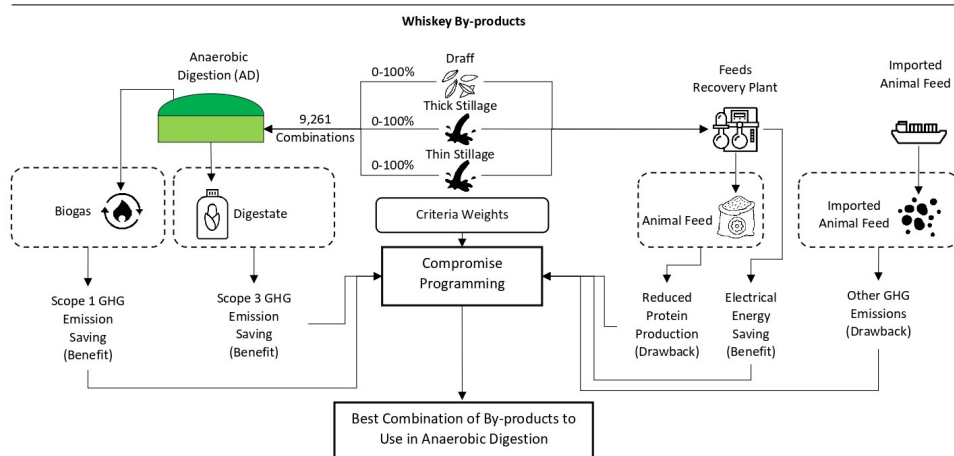 Whiskey By-products
Anaerobic
Digestion (AD)
9,261
Combinations
0-100%
Draff
0-100%
Thick Stillage
0-100%
Thin Stillage
Feeds
Recovery Plant
Imported
Animal Feed
Biogas
Digestate
Criteria Weights
Animal Feed
Imported
Animal Feed
Compromise
Programming
Scope 1 GHG
Emission
Saving
(Benefit)
Scope 3 GHG
Emission
Saving
(Benefit)
Reduced
Protein
Production
(Drawback)
Electrical
Energy
Saving
(Benefit)
Other GHG
Emissions
(Drawback)
Best Combination of By-products to
Use in Anaerobic Digestion